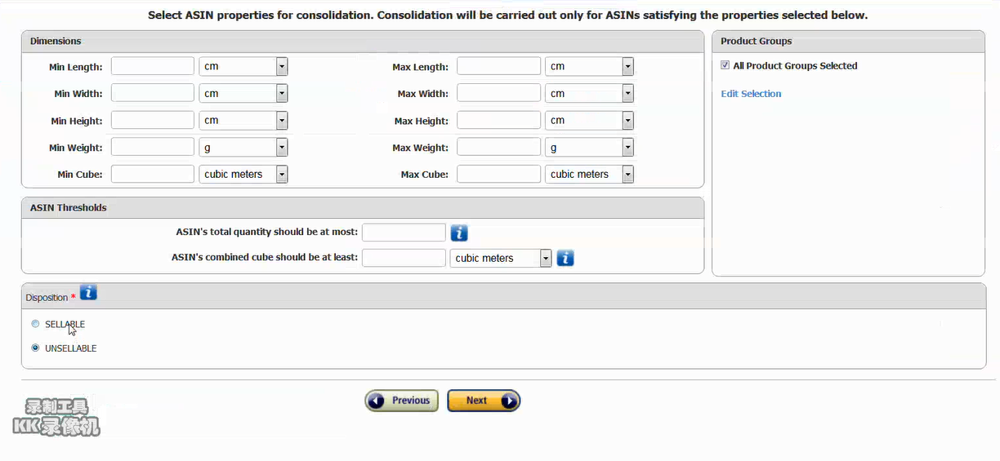 Select ASIN properties for consolidation. Consolidation will be carried out only for ASINs satisfying the properties selected below.
Dimensions
Min Length: cm Max Length: cm
Min Width: cm Max Width: cm
Min Height: cm Max Height: cm
Min Weight: g Max Weight: g
Min Cube: cubic meters Max Cube: cubic meters
Product Groups
All Product Groups Selected
Edit Selection
ASIN Thresholds
ASIN's total quantity should be at most: i
ASIN's combined cube should be at least: cubic meters i
Disposition * i
SELLABLE
UNSELLABLE
Previous Next
录制工具
KK录像机